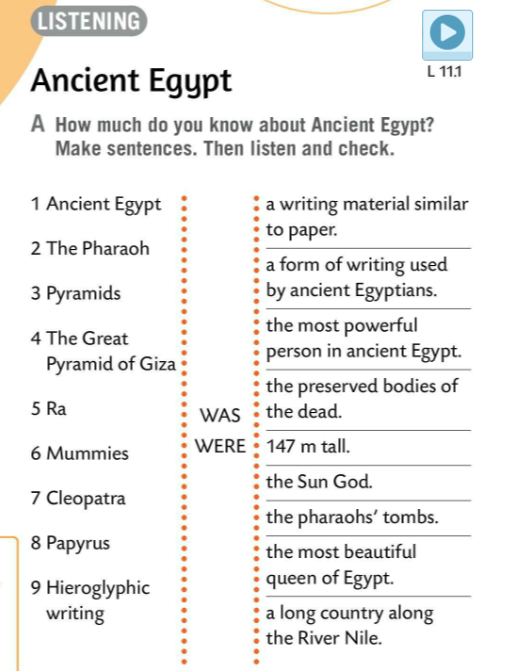 LISTENING
L 11.1
Ancient Egypt
A How much do you know about Ancient Egypt?
Make sentences. Then listen and check.
1 Ancient Egypt
2 The Pharaoh
3 Pyramids
4 The Great
Pyramid of Giza
5 Ra
6 Mummies
7 Cleopatra
8 Papyrus
9 Hieroglyphic
writing
WAS
WERE
a writing material similar
to paper.
a form of writing used
by ancient Egyptians.
the most powerful
person in ancient Egypt.
the preserved bodies of
the dead.
147 m tall.
the Sun God.
the pharaohs' tombs.
the most beautiful
queen of Egypt.
a long country along
the River Nile.